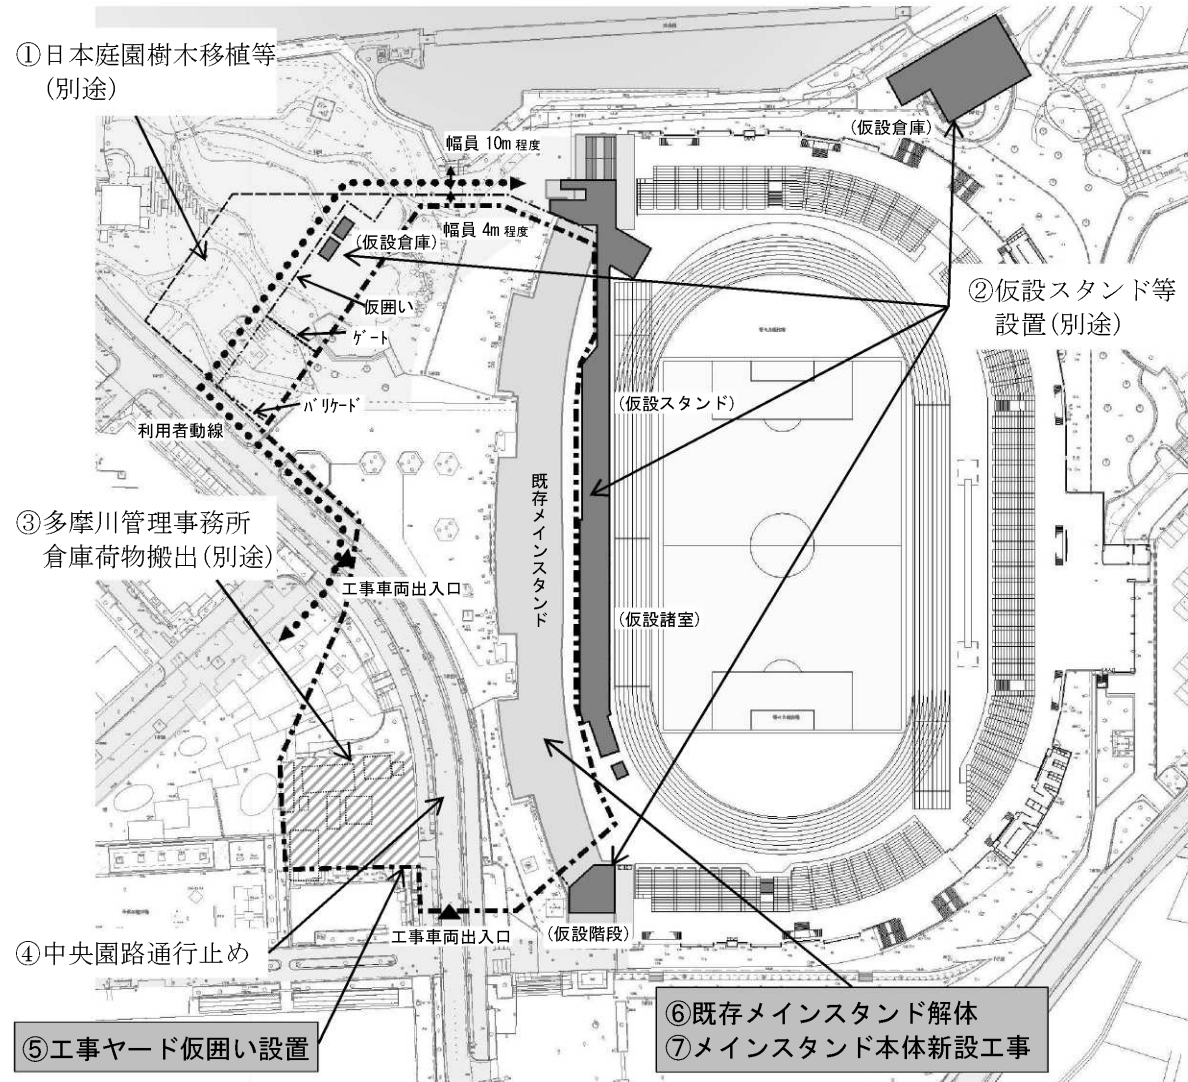 ①日本庭園樹木移植等
(別途)
幅員 10m 程度
(仮設倉庫)
幅員 4m 程度
(仮設倉庫)
仮囲い
ｹﾞｰﾄ
②仮設スタンド等
設置(別途)
ﾊﾞﾘｹｰﾄﾞ
利用者動線
(仮設スタンド)
既存メインスタンド
③多摩川管理事務所
倉庫荷物搬出(別途)
工事車両出入口
(仮設諸室)
④中央園路通行止め
工事車両出入口
(仮設階段)
⑤工事ヤード仮囲い設置
⑥既存メインスタンド解体
⑦メインスタンド本体新設工事